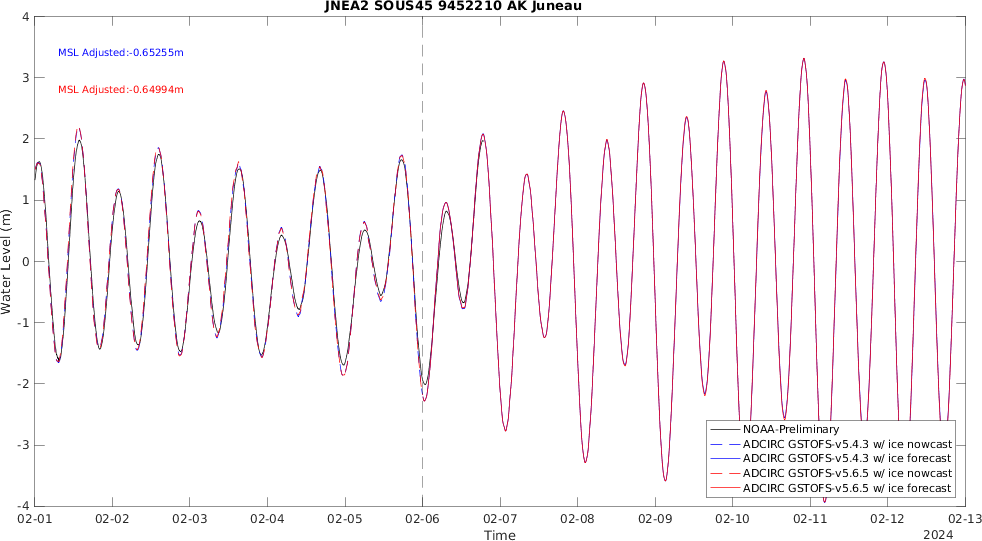 JNEA2 SOUS45 9452210 AK Juneau
MSL Adjusted:-0.65255m
MSL Adjusted:-0.64994m
Water Level (m)
4
3
2
1
0
-1
-2
-3
-4
NOAA-Preliminary
ADCIRC GSTOFS-v5.4.3 w/ ice nowcast
ADCIRC GSTOFS-v5.4.3 w/ ice forecast
ADCIRC GSTOFS-v5.6.5 w/ ice nowcast
ADCIRC GSTOFS-v5.6.5 w/ ice forecast
02-01 02-02 02-03 02-04 02-05 02-06 02-07 02-08 02-09 02-10 02-11 02-12 02-13
Time
2024